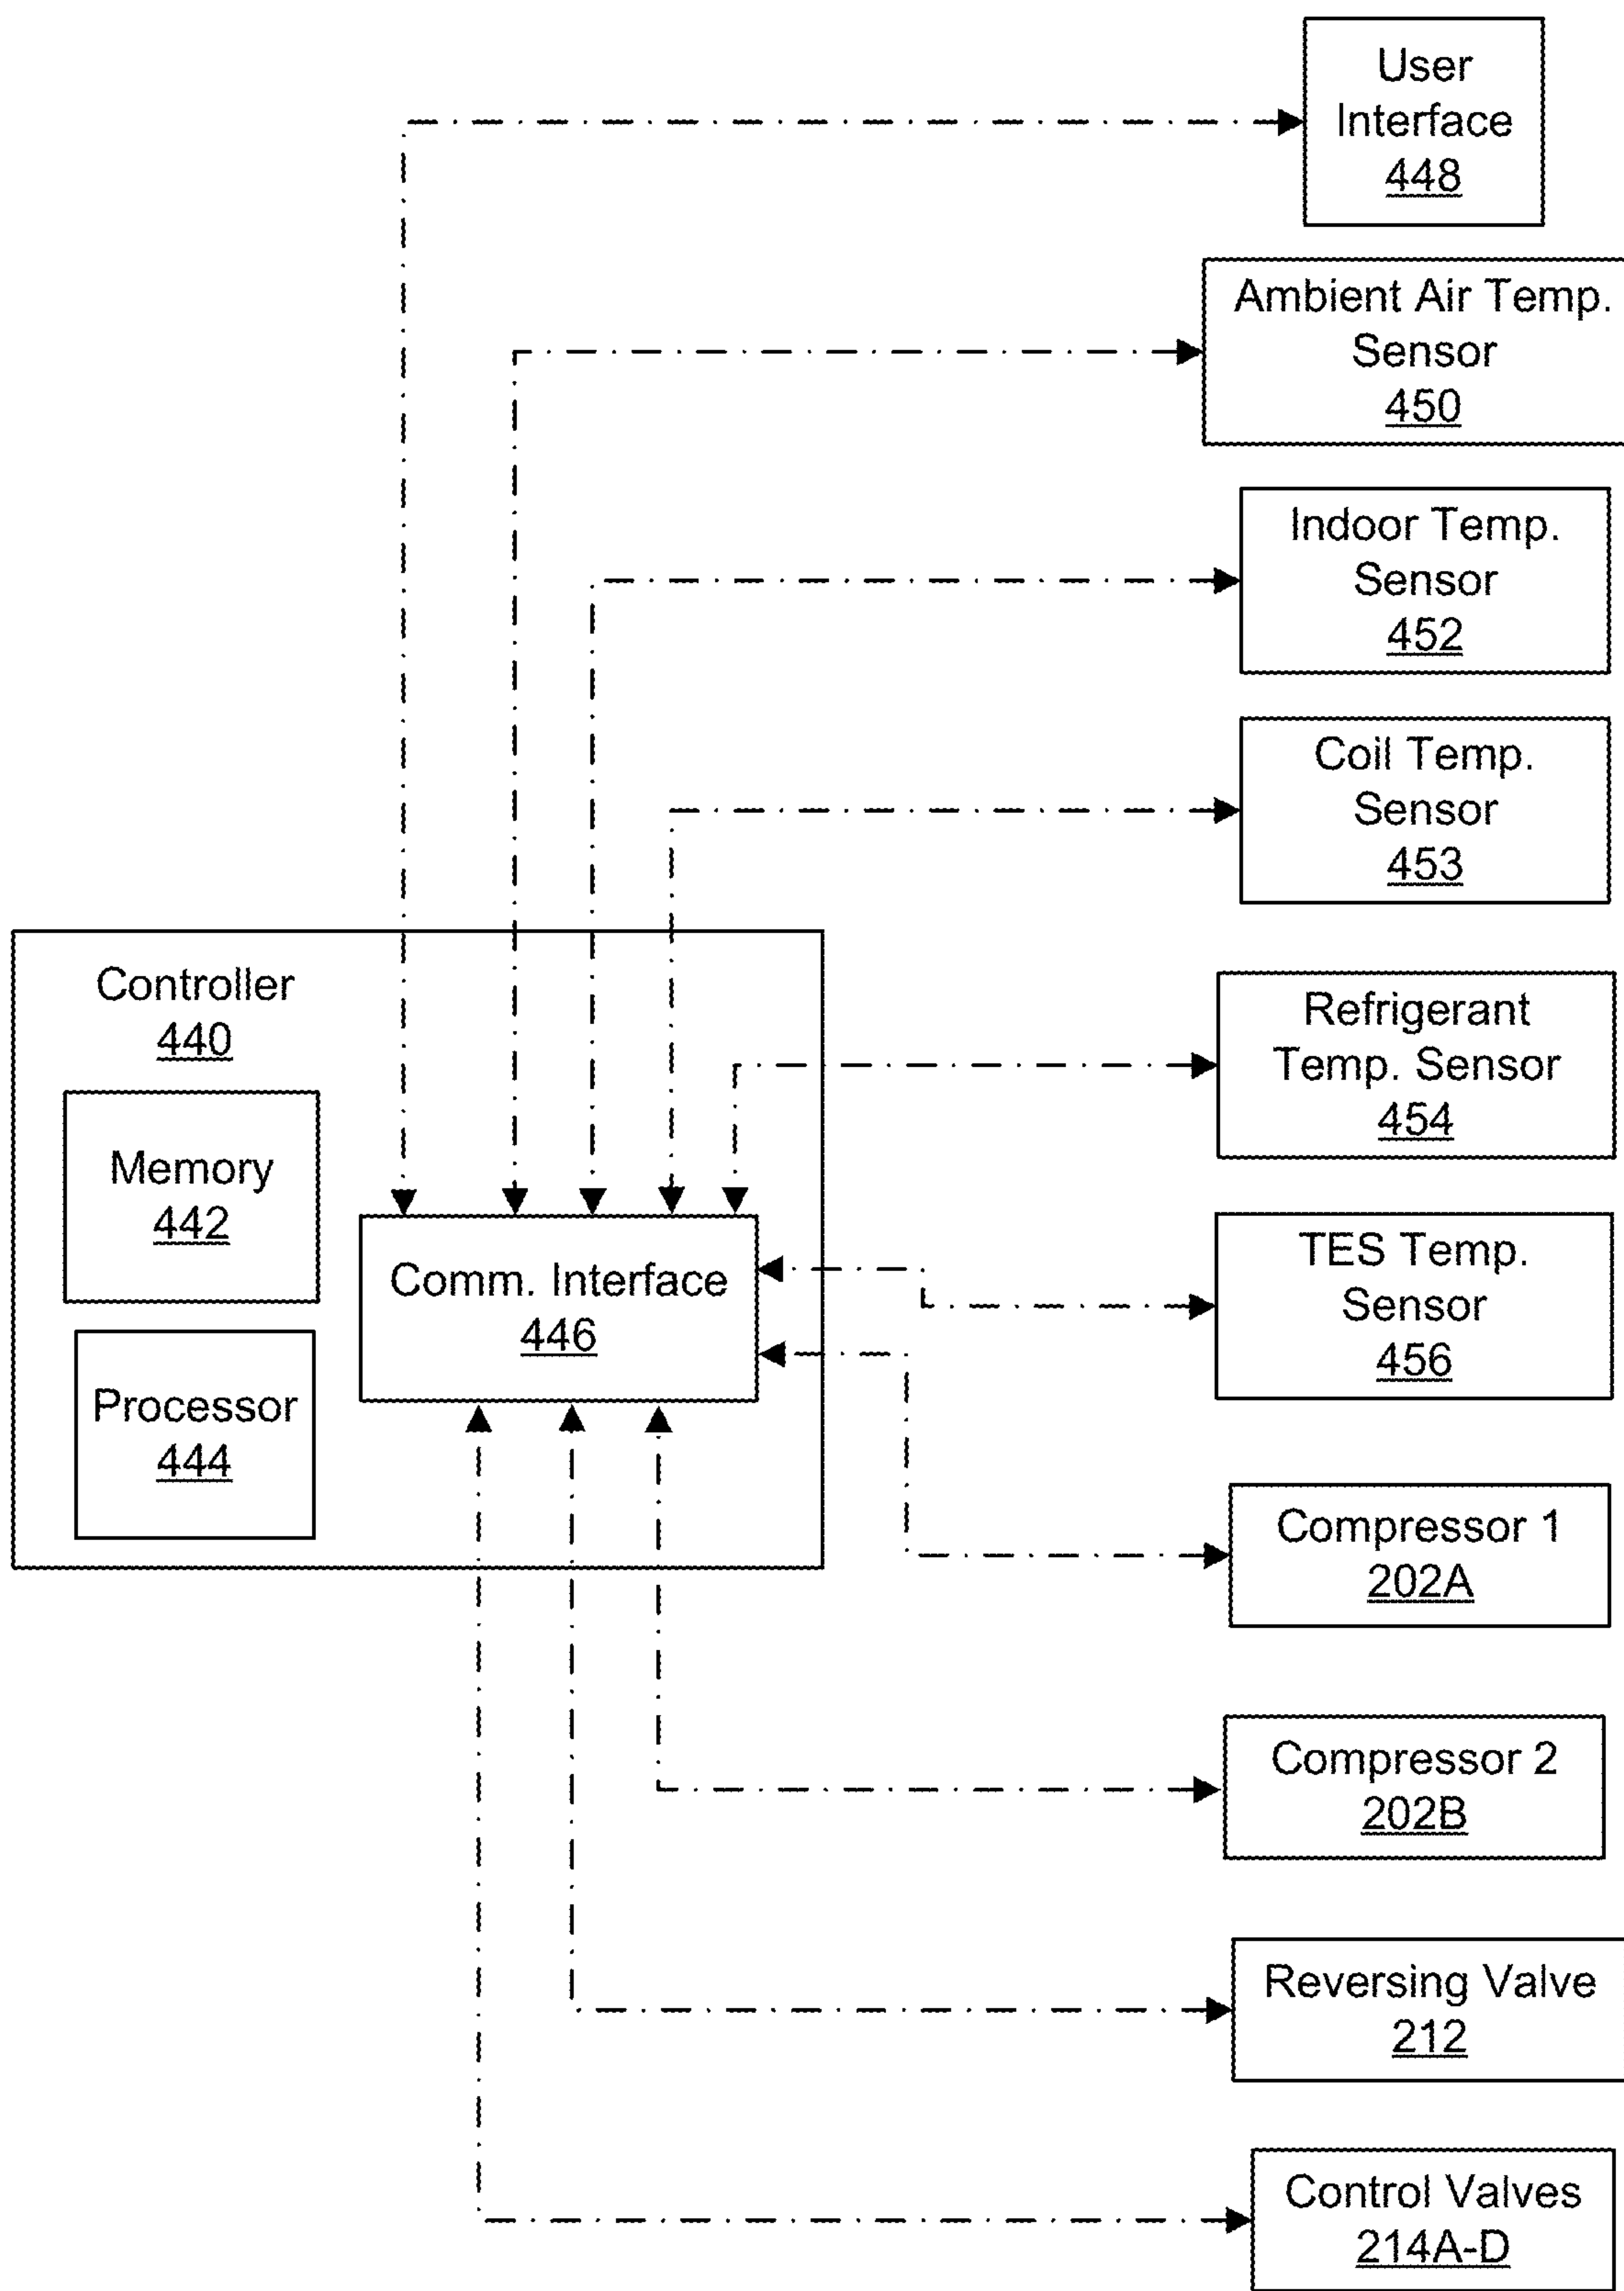 User
Interface
448
Ambient Air Temp.
Sensor
450
Indoor Temp.
Sensor
452
Coil Temp.
Sensor
453
Controller
440
Memory
442
Processor
444
Comm. Interface
446
Refrigerant
Temp. Sensor
454
TES Temp.
Sensor
456
Compressor 1
202A
Compressor 2
202B
Reversing Valve
212
Control Valves
214A-D